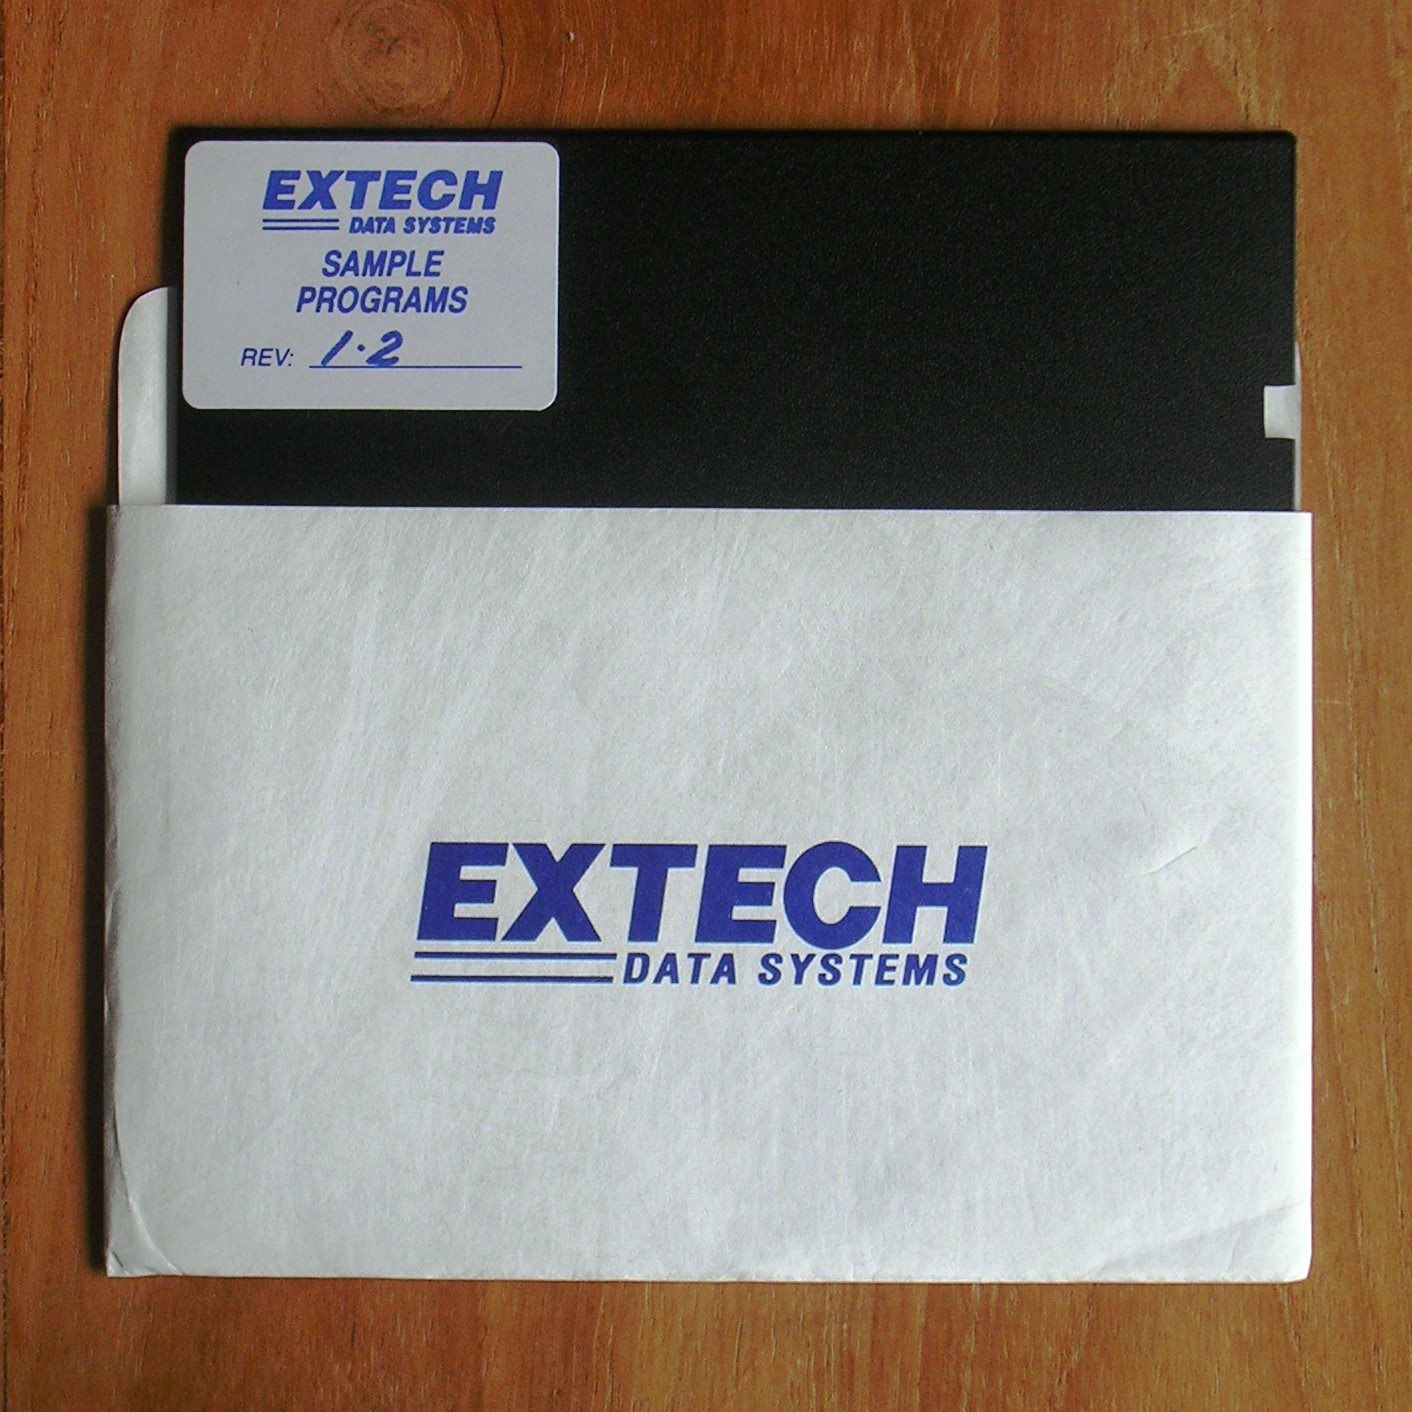 EXTECH
DATA SYSTEMS
SAMPLE
PROGRAMS
REV: 1.2
EXTECH
DATA SYSTEMS